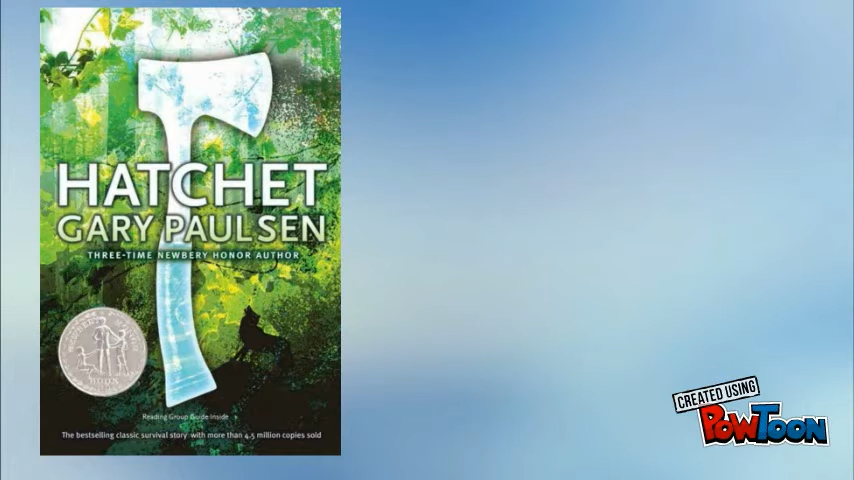 HATCHET
GARY PAULSEN
THREE-TIME NEWBERY HONOR AUTHOR
Reading Group Guide Inside
The bestselling classic survival story with more than 4.5 million copies sold
CREATED USING
POWTOON